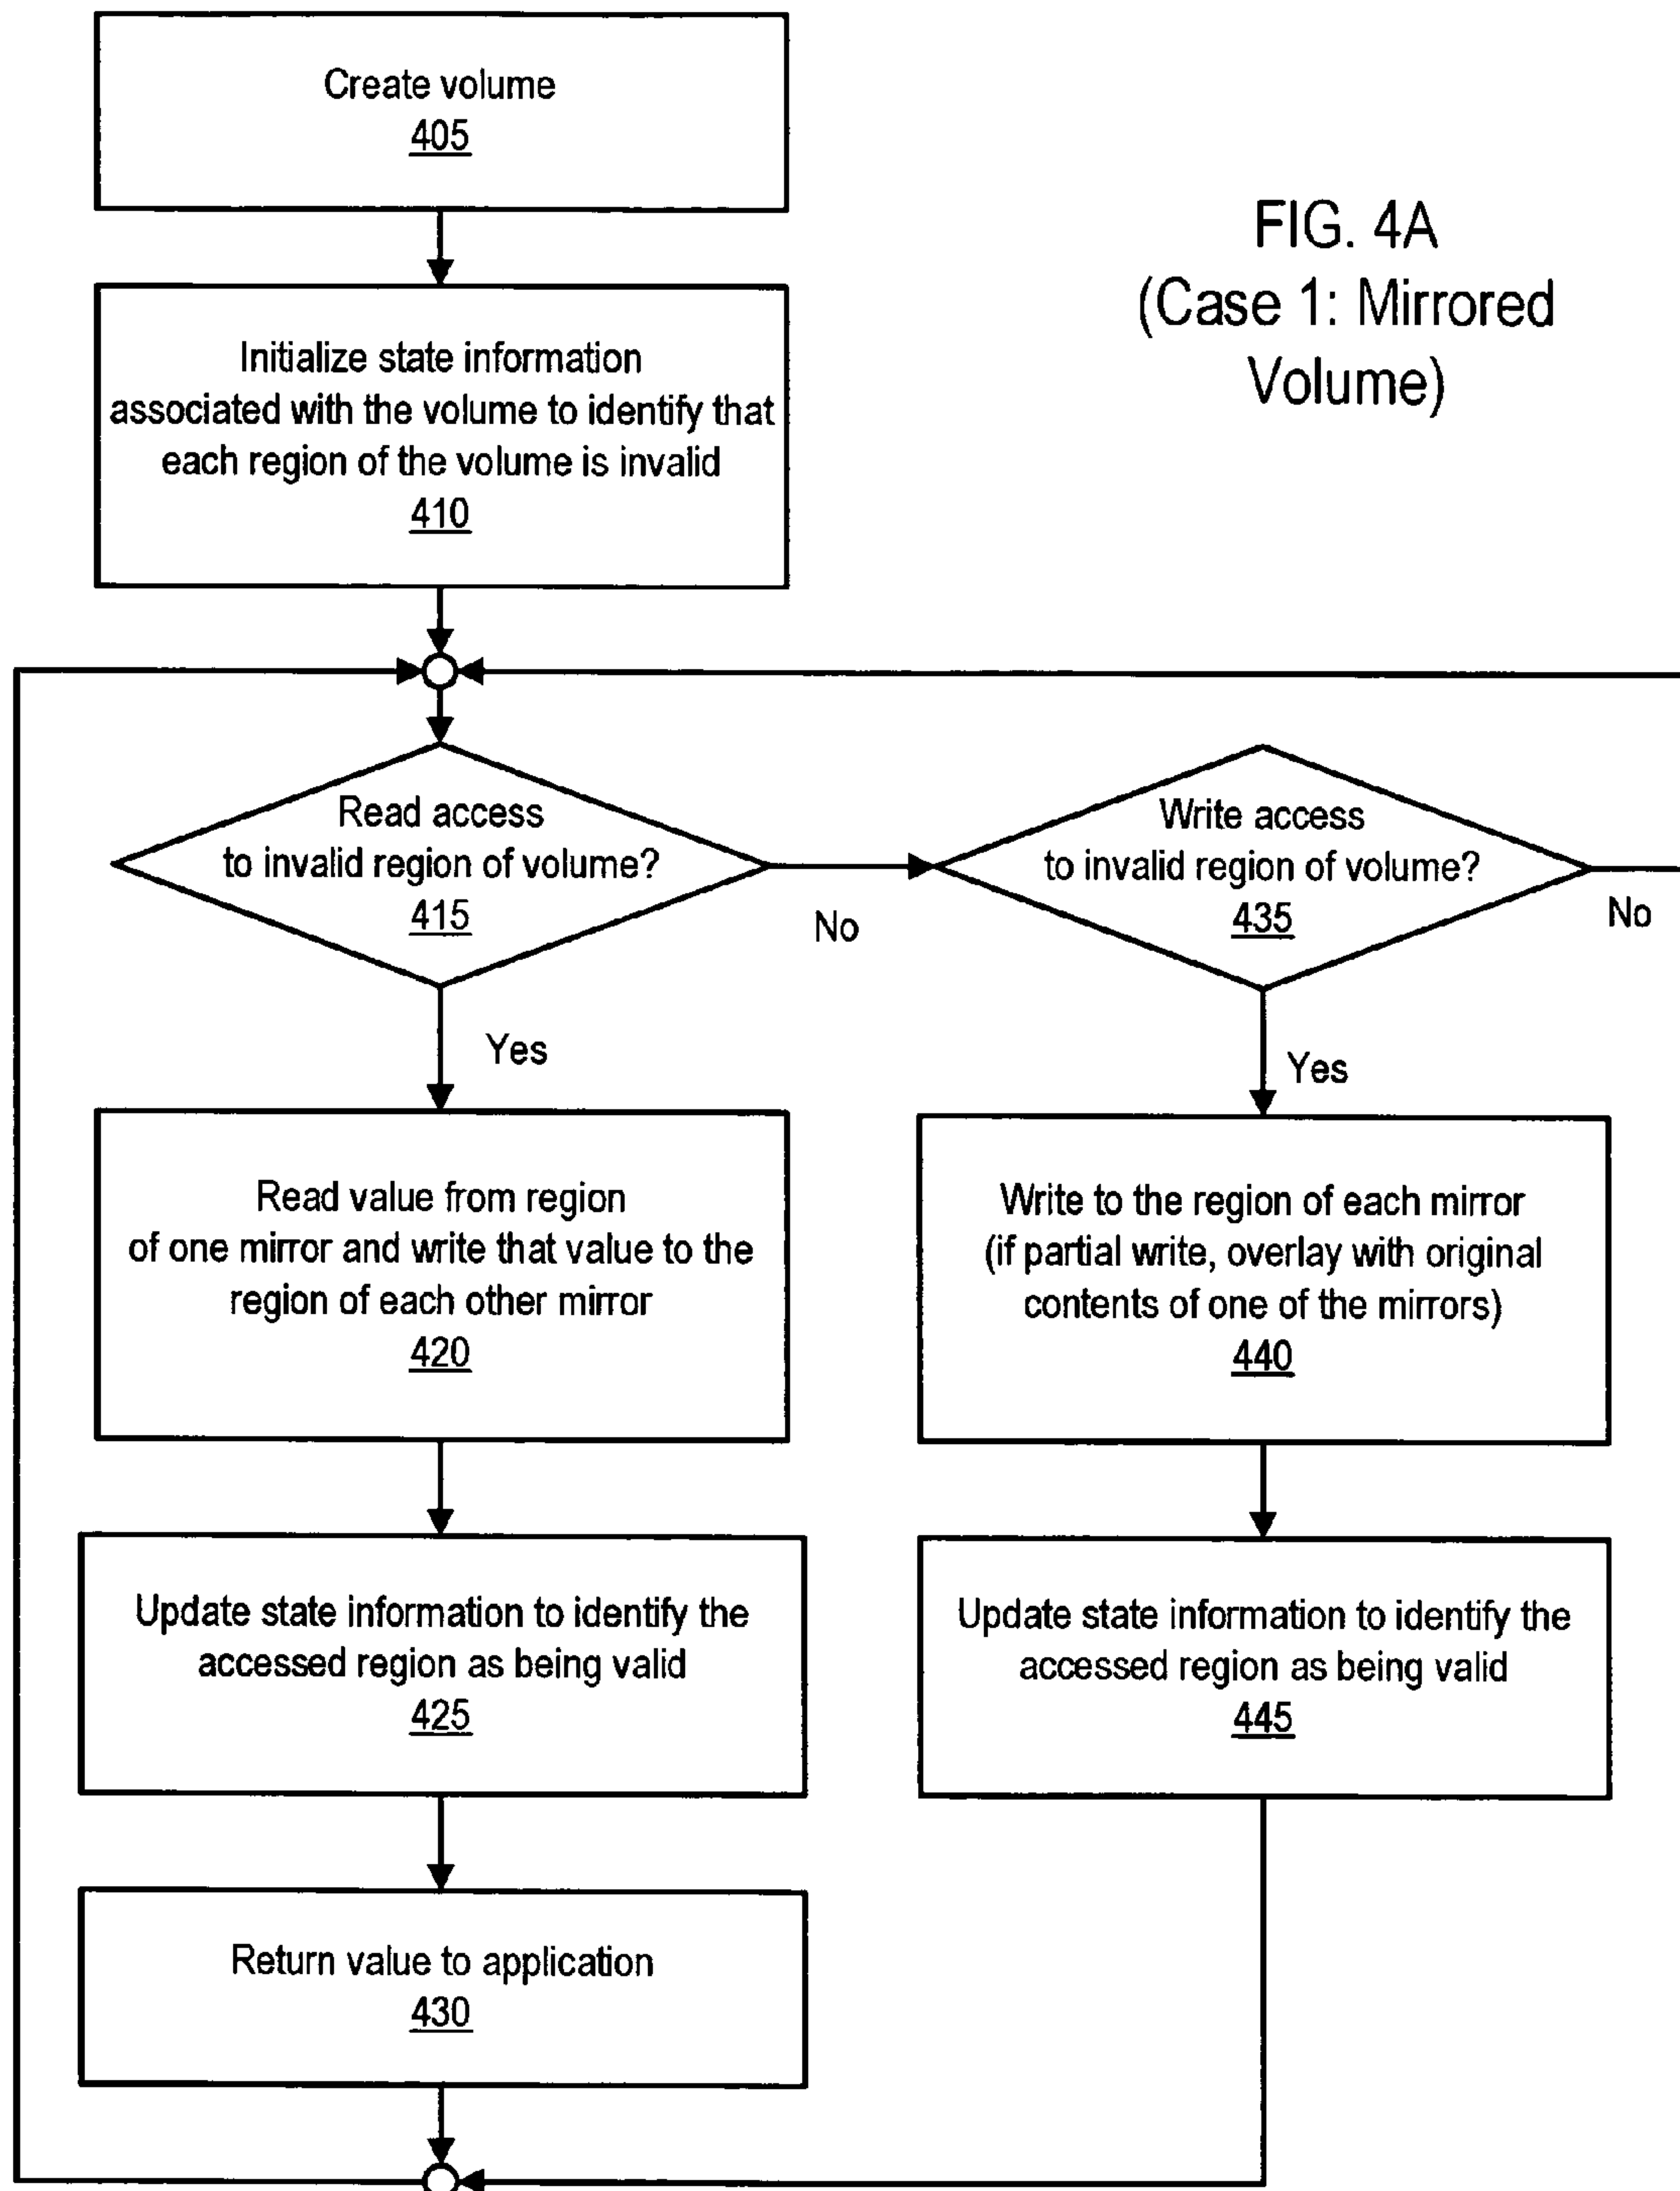 Create volume
405
FIG. 4A
(Case 1: Mirrored
Volume)
Initialize state information
associated with the volume to identify that
each region of the volume is invalid
410
Read access
to invalid region of volume?
415
No
Write access
to invalid region of volume?
435
No
Yes
Yes
Read value from region
of one mirror and write that value to the
region of each other mirror
420
Write to the region of each mirror
(if partial write, overlay with original
contents of one of the mirrors)
440
Update state information to identify the
accessed region as being valid
425
Update state information to identify the
accessed region as being valid
445
Return value to application
430